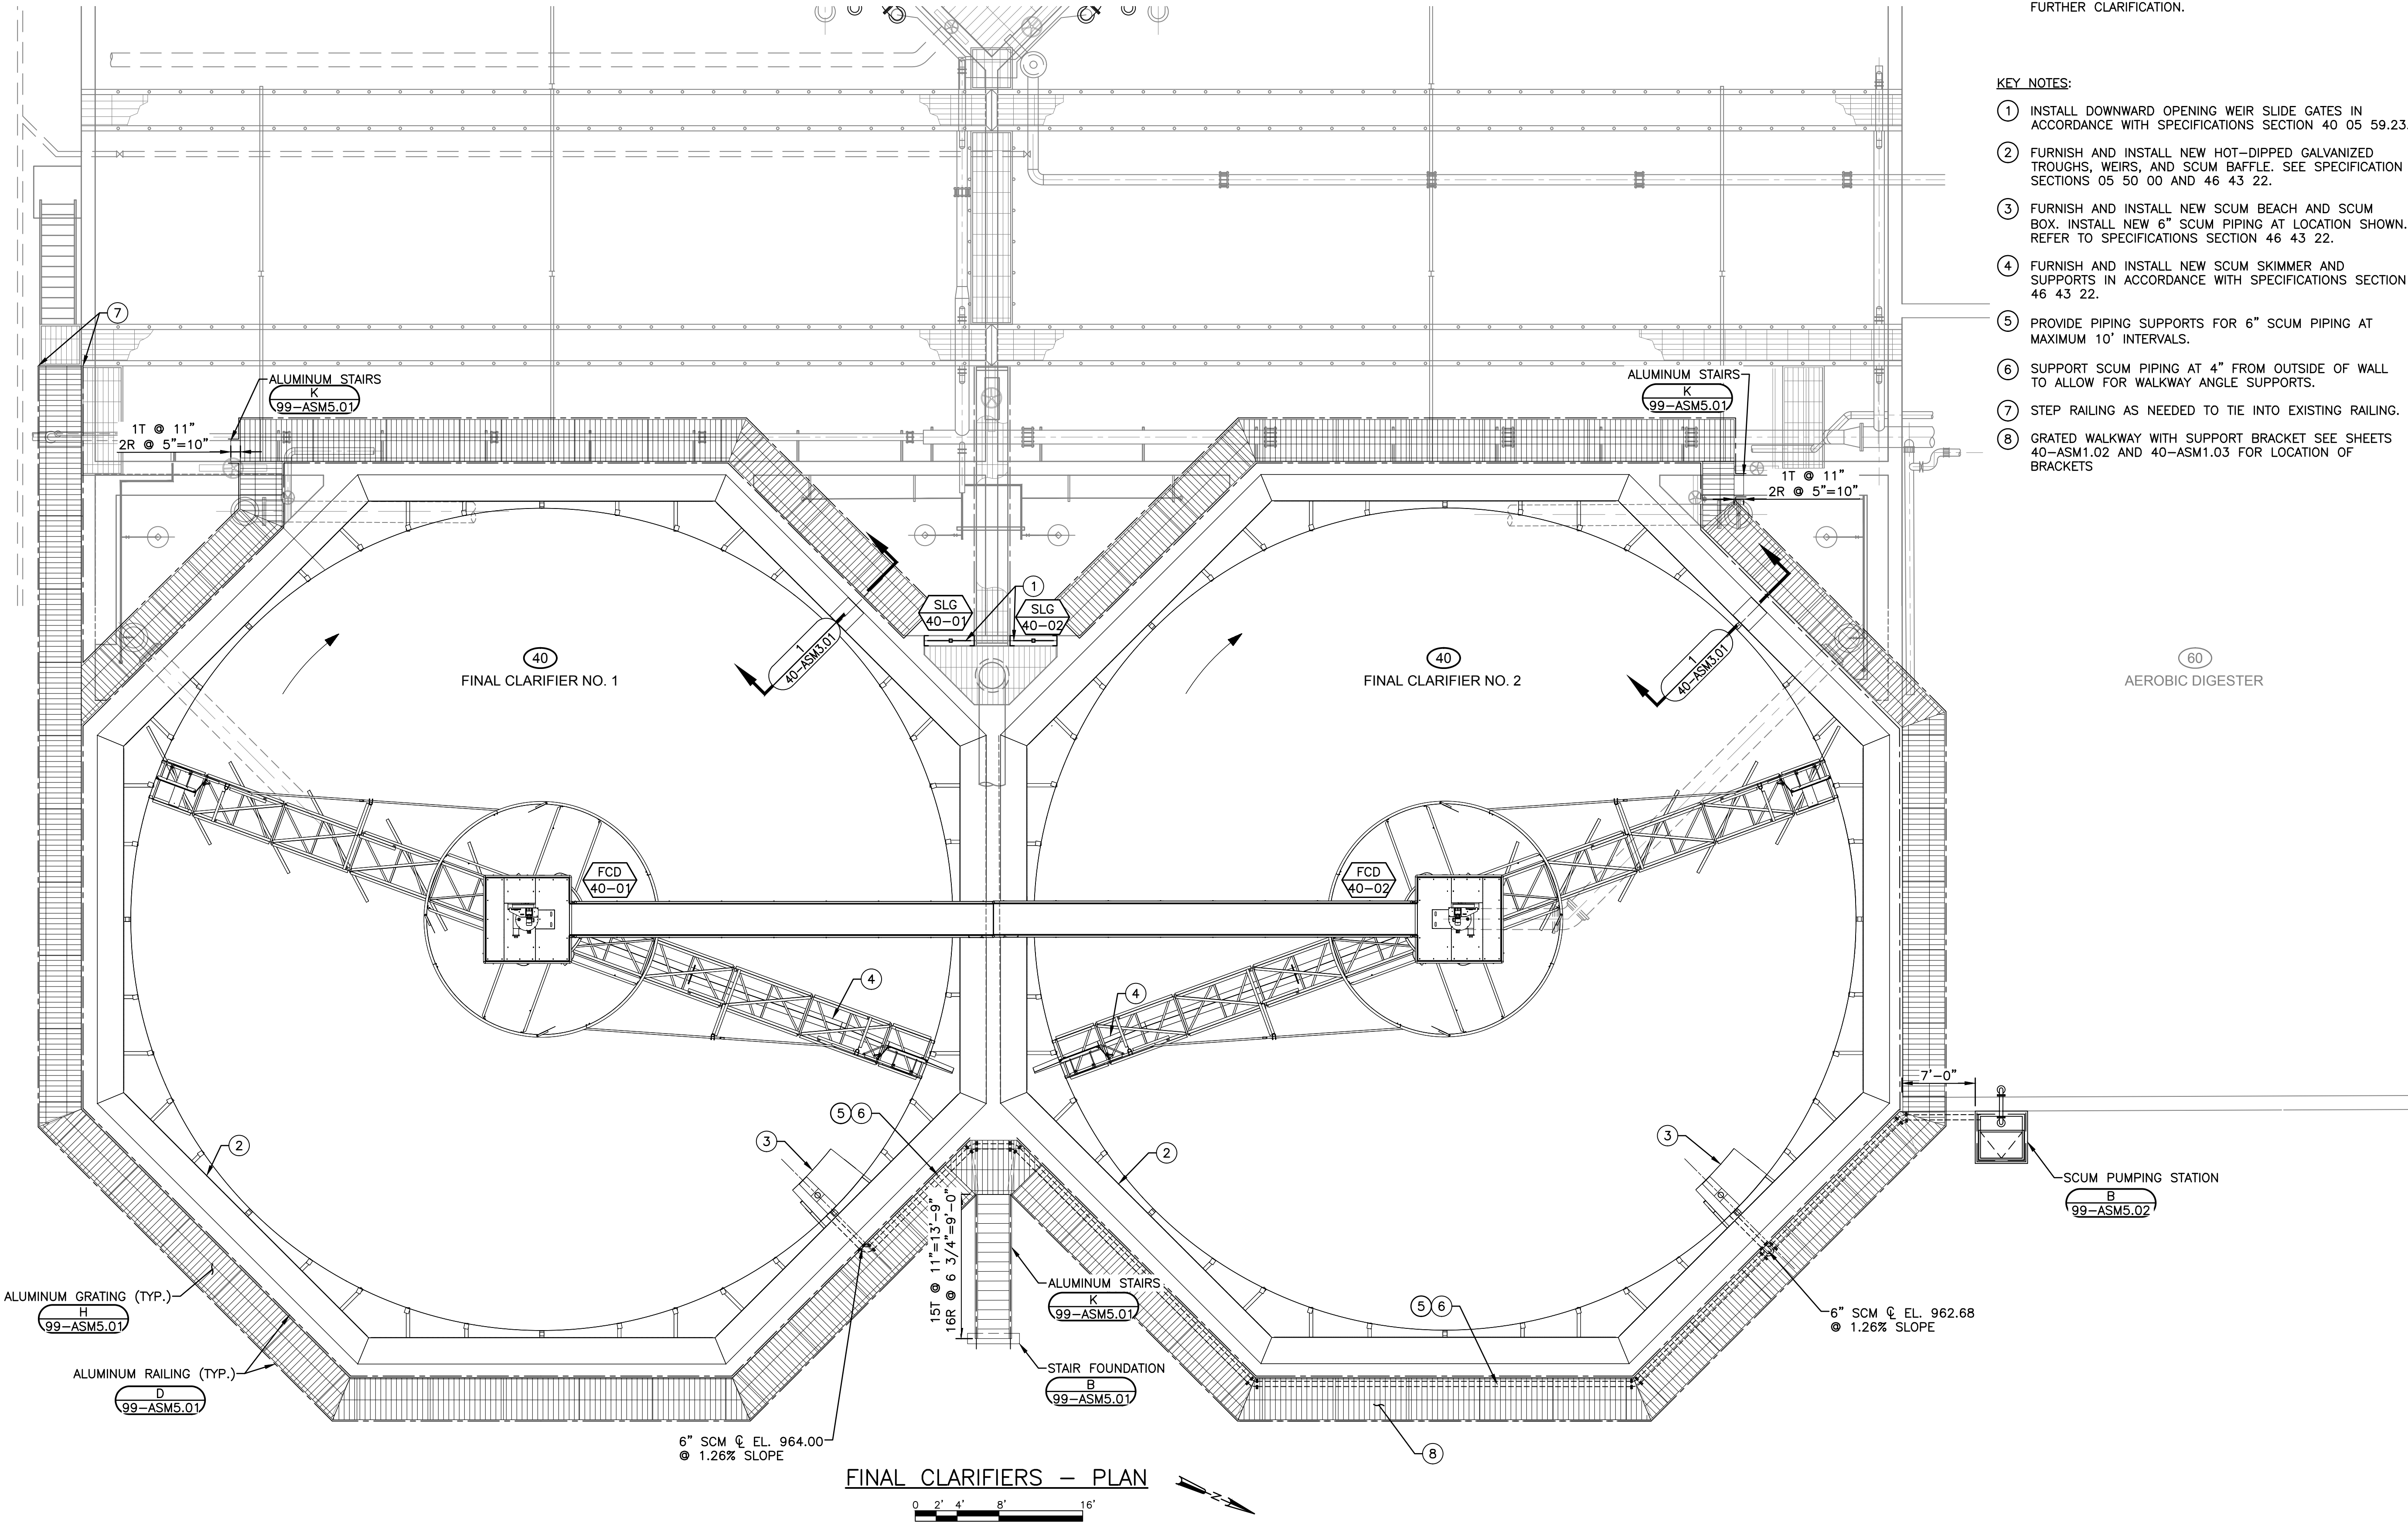 FURTHER CLARIFICATION.
KEY NOTES:
1 INSTALL DOWNWARD OPENING WEIR SLIDE GATES IN
ACCORDANCE WITH SPECIFICATIONS SECTION 40 05 59.23.
2 FURNISH AND INSTALL NEW HOT-DIPPED GALVANIZED
TROUGHS, WEIRS, AND SCUM BAFFLE. SEE SPECIFICATION
SECTIONS 05 50 00 AND 46 43 22.
3 FURNISH AND INSTALL NEW SCUM BEACH AND SCUM
BOX. INSTALL NEW 6" SCUM PIPING AT LOCATION SHOWN.
REFER TO SPECIFICATIONS SECTION 46 43 22.
4 FURNISH AND INSTALL NEW SCUM SKIMMER AND
SUPPORTS IN ACCORDANCE WITH SPECIFICATIONS SECTION
46 43 22.
5 PROVIDE PIPING SUPPORTS FOR 6" SCUM PIPING AT
MAXIMUM 10' INTERVALS.
6 SUPPORT SCUM PIPING AT 4" FROM OUTSIDE OF WALL
TO ALLOW FOR WALKWAY ANGLE SUPPORTS.
7 STEP RAILING AS NEEDED TO TIE INTO EXISTING RAILING.
8 GRATED WALKWAY WITH SUPPORT BRACKET SEE SHEETS
40-ASM1.02 AND 40-ASM1.03 FOR LOCATION OF
BRACKETS
7
ALUMINUM STAIRS
K
99-ASM5.01
1T @ 11"
2R @ 5"=10"
ALUMINUM STAIRS
K
99-ASM5.01
1T @ 11"
2R @ 5"=10"
1
SLG
40-01
SLG
40-02
1
40-ASM3.01
1
40-ASM3.01
40
FINAL CLARIFIER NO. 1
40
FINAL CLARIFIER NO. 2
60
AEROBIC DIGESTER
FCD
40-01
FCD
40-02
4
4
7'-0"
5 6
3
2
2
3
SCUM PUMPING STATION
B
99-ASM5.02
15T @ 11"=13'-9"
16R @ 6 3/4"=9'-0"
ALUMINUM STAIRS
K
99-ASM5.01
ALUMINUM GRATING (TYP.)
H
99-ASM5.01
5 6
6" SCM ℄ EL. 962.68
@ 1.26% SLOPE
ALUMINUM RAILING (TYP.)
D
99-ASM5.01
STAIR FOUNDATION
B
99-ASM5.01
6" SCM ℄ EL. 964.00
@ 1.26% SLOPE
8
FINAL CLARIFIERS - PLAN
N
0 2' 4' 8' 16'